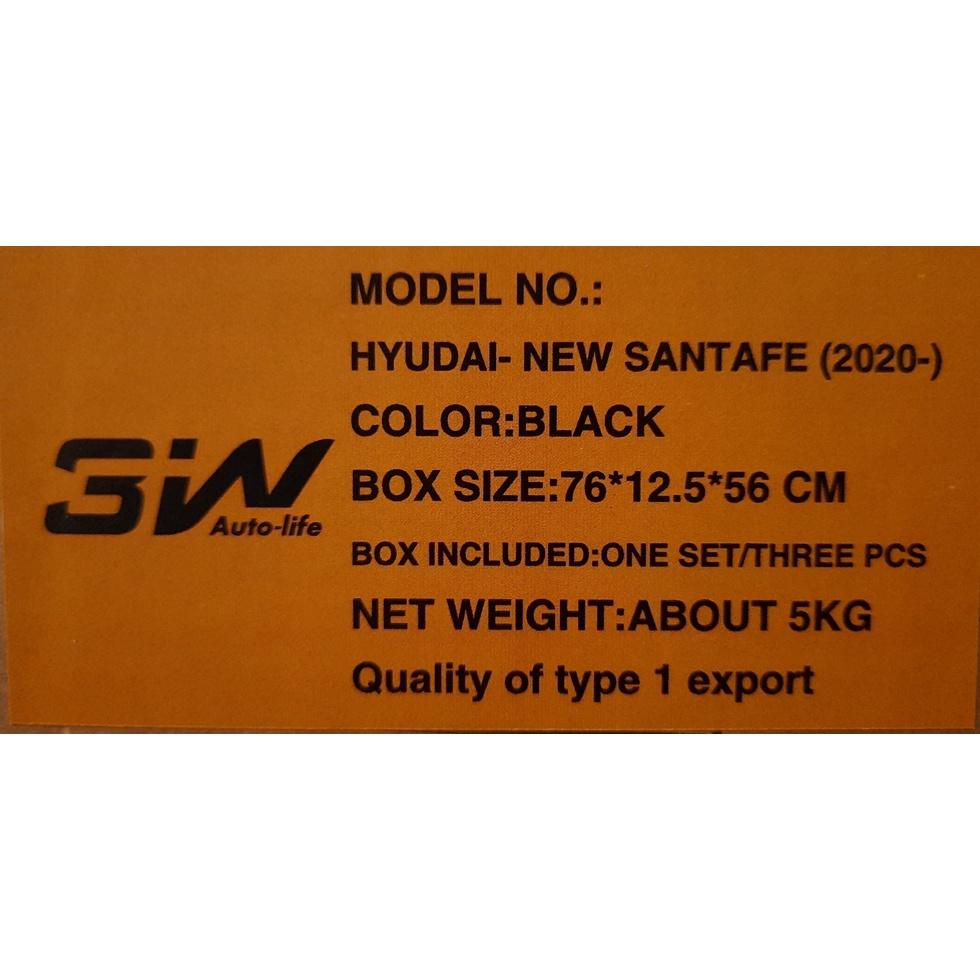 MODEL NO.:
HYUDAI- NEW SANTAFE (2020-)
COLOR:BLACK
BOX SIZE:76*12.5*56 CM
3W
Auto-life
BOX INCLUDED:ONE SET/THREE PCS
NET WEIGHT:ABOUT 5KG
Quality of type 1 export